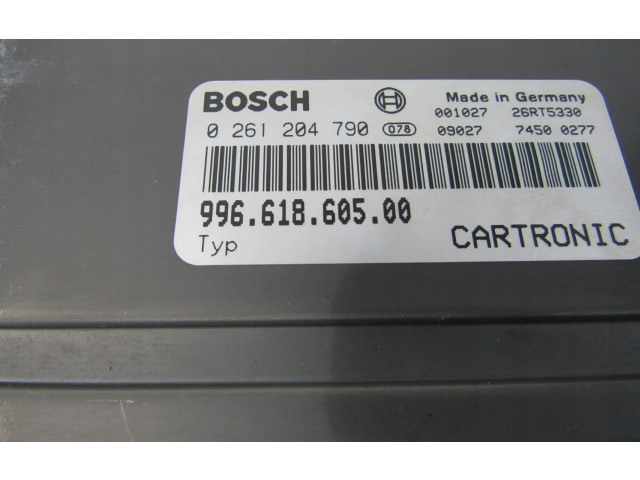 BOSCH Made in Germany
001027 26RT5330
0 261 204 790 078 09027 7450 0277
996.618.605.00
Typ CARTRONIC